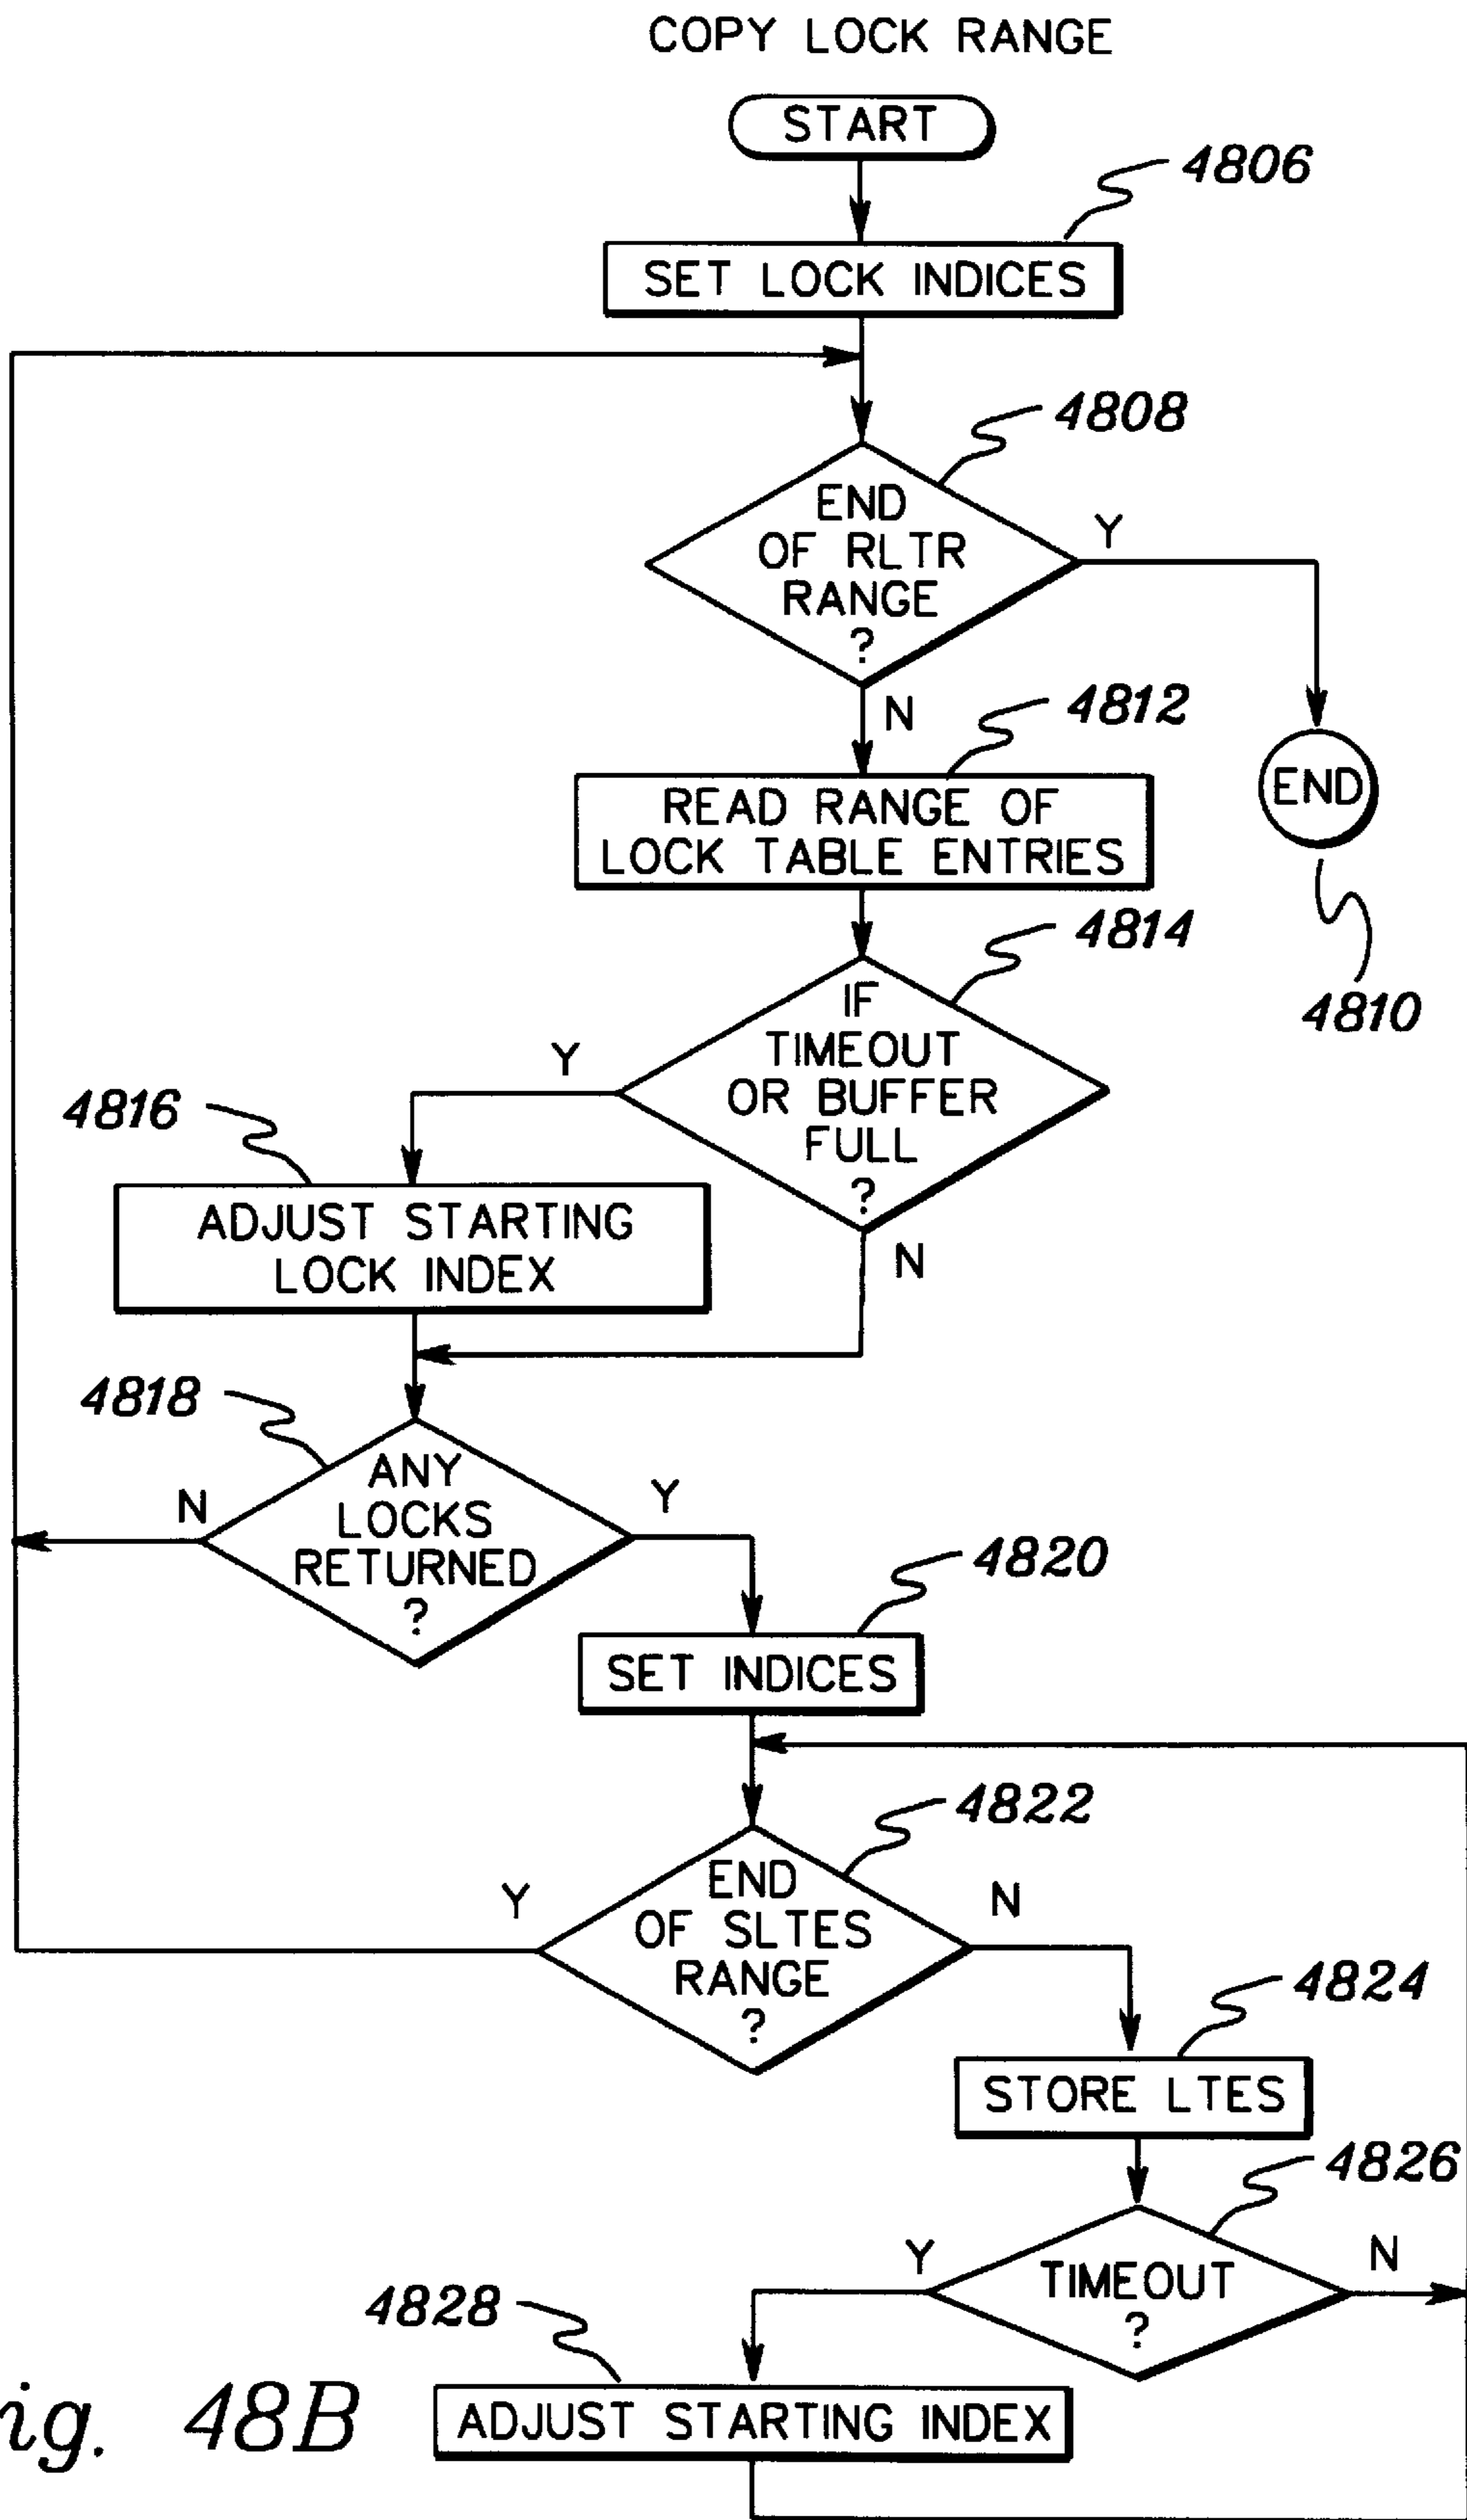 COPY LOCK RANGE
START
4806
SET LOCK INDICES
4808
END
OF RLTR
RANGE
?
Y
N
4812
READ RANGE OF
LOCK TABLE ENTRIES
END
4810
4814
IF
TIMEOUT
OR BUFFER
FULL
?
Y
N
4816
ADJUST STARTING
LOCK INDEX
4818
ANY
LOCKS
RETURNED
?
N
Y
4820
SET INDICES
4822
END
OF SLTES
RANGE
?
Y
N
4824
STORE LTES
4826
TIMEOUT
?
Y
N
4828
ADJUST STARTING INDEX
ig. 48B